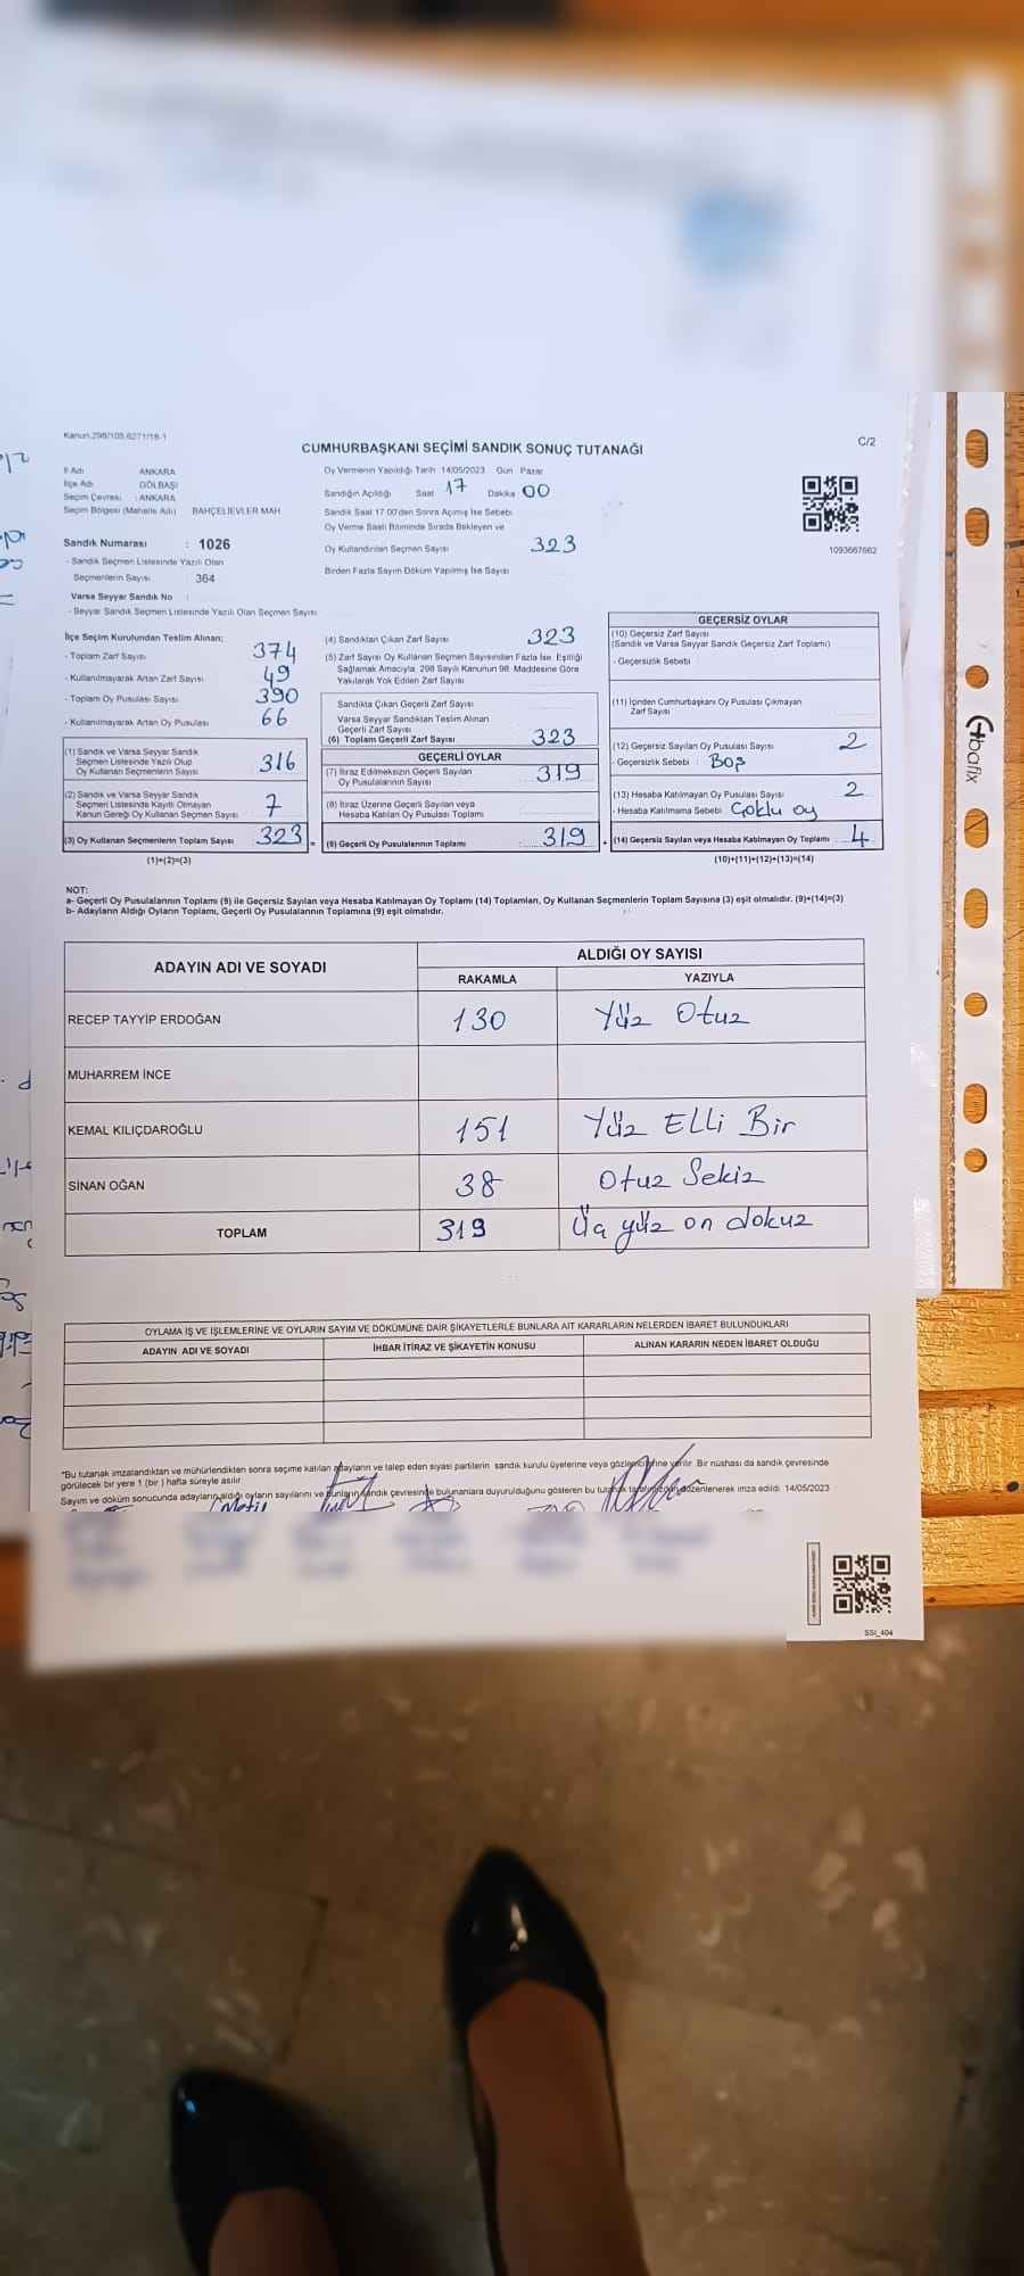 Kanun.298/105,6271/18-1
C/2
CUMHURBAŞKANI SEÇİMİ SANDIK SONUÇ TUTANAĞI
İl Adı ANKARA
İlçe Adı GÖLBAŞI
Seçim Çevresi : ANKARA
Seçim Bölgesi (Mahalle Adı) BAHÇELİEVLER MAH
Sandık Numarası : 1026
- Sandık Seçmen Listesinde Yazılı Olan
Seçmenlerin Sayısı 364
Varsa Seyyar Sandık No :
- Seyyar Sandık Seçmen Listesinde Yazılı Olan Seçmen Sayısı
Oy Vermenin Yapıldığı Tarih 14/05/2023 Gün Pazar
Sandığın Açıldığı Saat 17 Dakika 00
Sandık Saat 17:00'den Sonra Açılmış İse Sebebi
Oy Verme Saati Bitiminde Sırada Bekleyen ve
Oy Kullandırılan Seçmen Sayısı 323
Birden Fazla Sayım Döküm Yapılmış İse Sayısı
1093667662
İlçe Seçim Kurulundan Teslim Alınan;
- Toplam Zarf Sayısı 374
- Kullanılmayarak Artan Zarf Sayısı 49
- Toplam Oy Pusulası Sayısı 390
- Kullanılmayarak Artan Oy Pusulası 66
(1) Sandık ve Varsa Seyyar Sandık
Seçmen Listesinde Yazılı Olup
Oy Kullanan Seçmenlerin Sayısı 316
(2) Sandık ve Varsa Seyyar Sandık
Seçmen Listesinde Kayıtlı Olmayan
Kanun Gereği Oy Kullanan Seçmen Sayısı 7
(3) Oy Kullanan Seçmenlerin Toplam Sayısı 323
(1)+(2)=(3)
(4) Sandıktan Çıkan Zarf Sayısı 323
(5) Zarf Sayısı Oy Kullanan Seçmen Sayısından Fazla İse, Eşitliği
Sağlamak Amacıyla, 298 Sayılı Kanunun 98. Maddesine Göre
Yakılarak Yok Edilen Zarf Sayısı
Sandıkta Çıkan Geçerli Zarf Sayısı
Varsa Seyyar Sandıktan Teslim Alınan
Geçerli Zarf Sayısı
(6) Toplam Geçerli Zarf Sayısı 323
GEÇERLİ OYLAR
(7) İtiraz Edilmeksizin Geçerli Sayılan
Oy Pusulalarının Sayısı 319
(8) İtiraz Üzerine Geçerli Sayılan veya
Hesaba Katılan Oy Pusulası Toplamı
(9) Geçerli Oy Pusulalarının Toplamı 319
GEÇERSİZ OYLAR
(10) Geçersiz Zarf Sayısı
(Sandık ve Varsa Seyyar Sandık Geçersiz Zarf Toplamı)
- Geçersizlik Sebebi
(11) İçinden Cumhurbaşkanı Oy Pusulası Çıkmayan
Zarf Sayısı
(12) Geçersiz Sayılan Oy Pusulası Sayısı 2
- Geçersizlik Sebebi : Boş
(13) Hesaba Katılmayan Oy Pusulası Sayısı 2
- Hesaba Katılmama Sebebi Çoklu oy
(14) Geçersiz Sayılan veya Hesaba Katılmayan Oy Toplamı 4
(10)+(11)+(12)+(13)=(14)
NOT:
a- Geçerli Oy Pusulalarının Toplamı (9) ile Geçersiz Sayılan veya Hesaba Katılmayan Oy Toplamı (14) Toplamları, Oy Kullanan Seçmenlerin Toplam Sayısına (3) eşit olmalıdır. (9)+(14)=(3)
b- Adayların Aldığı Oyların Toplamı, Geçerli Oy Pusulalarının Toplamına (9) eşit olmalıdır.
ADAYIN ADI VE SOYADI ALDIĞI OY SAYISI
RAKAMLA YAZIYLA
RECEP TAYYİP ERDOĞAN 130 Yüz Otuz
MUHARREM İNCE
KEMAL KILIÇDAROĞLU 151 Yüz Elli Bir
SİNAN OĞAN 38 Otuz Sekiz
TOPLAM 319 Üç yüz on dokuz
OYLAMA İŞ VE İŞLEMLERİNE VE OYLARIN SAYIM VE DÖKÜMÜNE DAİR ŞİKAYETLERLE BUNLARA AİT KARARLARIN NELERDEN İBARET BULUNDUKLARI
ADAYIN ADI VE SOYADI İHBAR İTİRAZ VE ŞİKAYETİN KONUSU ALINAN KARARIN NEDEN İBARET OLDUĞU
*Bu tutanak imzalandıktan ve mühürlendikten sonra seçime katılan adayların ve talep eden siyasi partilerin sandık kurulu üyelerine veya gözlemcilerine verilir. Bir nüshası da sandık çevresinde
görülecek bir yere 1 (bir) hafta süreyle asılır
Sayım ve döküm sonucunda adayların aldığı oyların sayılarını ve bunların sandık çevresinde bulunanlara duyurulduğunu gösteren bu tutanak düzenlenerek imza edildi. 14/05/2023
SSI_404
bafix